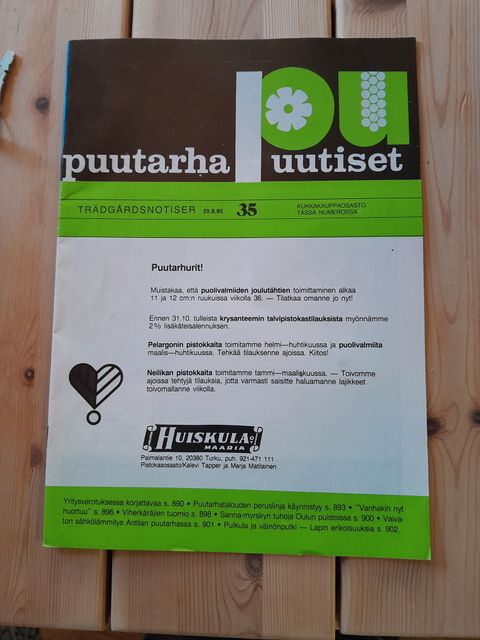 pu
puutarha uutiset
TRÄDGÅRDSNOTISER 29.8.85 35 KUKKAKAUPPAOSASTO
TÄSSÄ NUMEROSSA
Puutarhurit!
Muistakaa, että puolivalmiiden joulutähtien toimittaminen alkaa
11 ja 12 cm:n ruukuissa viikolla 36. — Tilatkaa omanne jo nyt!
Ennen 31.10. tulleista krysanteemin talvipistokastilauksista myönnämme
2 % lisäkäteisalennuksen.
Pelargonin pistokkaita toimitamme helmi—huhtikuussa ja puolivalmiita
maalis—huhtikuussa. Tehkää tilauksenne ajoissa. Kiitos!
Neilikan pistokkaita toimitamme tammi—maaliskuussa. — Toivomme
ajoissa tehtyjä tilauksia, jotta varmasti saisitte haluamanne lajikkeet
toivomallanne viikolla.
HUISKULA OY
MAARIA
Paimalantie 10, 20380 Turku, puh. 921-471 111
Pistokasosasto/Kalevi Tapper ja Merja Matilainen
Yritysverotuksessa korjattavaa s. 890 • Puutarhatalouden peruslinja käynnistyy s. 893 • "Vanhakin nyt
nuortuu" s. 896 • Viherkäräjien tuomio s. 898 • Sanna-myrskyn tuhoja Oulun puistoissa s. 900 • Vaiva-
ton sähkölämmitys Antilan puutarhassa s. 901 • Pulkula ja väinönputki — Lapin erikoisuuksia s. 902.